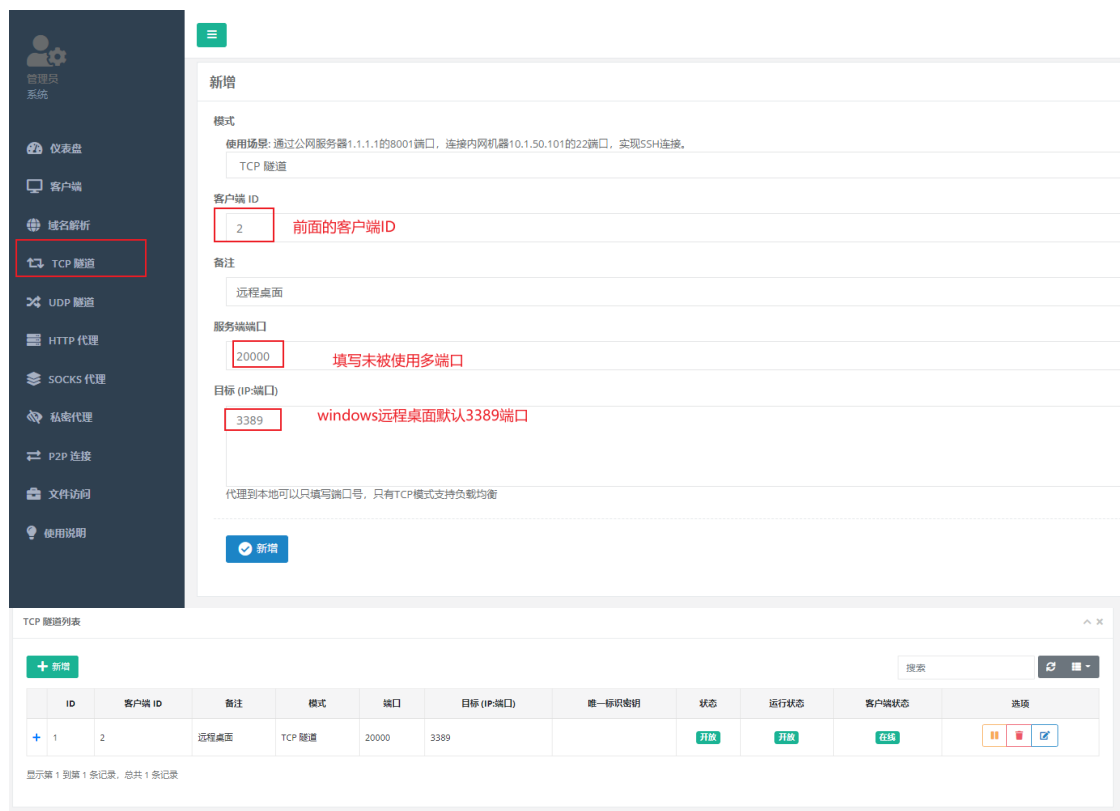 管理员
系统
仪表盘
客户端
域名解析
TCP 隧道
UDP 隧道
HTTP 代理
SOCKS 代理
私密代理
P2P 连接
文件访问
使用说明
新增
模式
使用场景: 通过公网服务器1.1.1.1的8001端口，连接内网机器10.1.50.101的22端口，实现SSH连接。
TCP 隧道
客户端 ID
2 前面的客户端ID
备注
远程桌面
服务端端口
20000 填写未被使用多端口
目标 (IP:端口)
3389 windows远程桌面默认3389端口
代理到本地可以只填写端口号，只有TCP模式支持负载均衡
新增
TCP 隧道列表
新增 搜索
ID 客户端 ID 备注 模式 端口 目标 (IP:端口) 唯一标识密钥 状态 运行状态 客户端状态 选项
1 2 远程桌面 TCP 隧道 20000 3389 开放 开放 在线
显示第 1 到第 1 条记录，总共 1 条记录